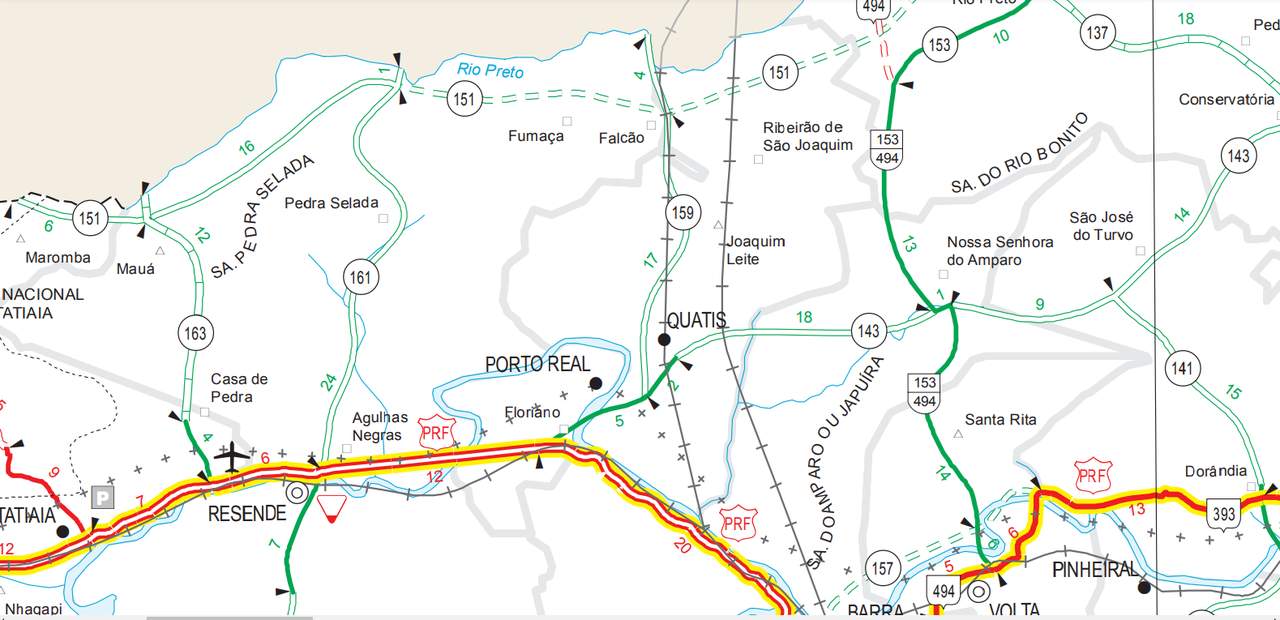 494
Rio Preto
153
10
137
18
Ped
1
Rio Preto
4
151
151
Conservatória
Fumaça
Falcão
Ribeirão de
São Joaquim
153
494
SA. DO RIO BONITO
143
16
SA. PEDRA SELADA
Pedra Selada
6
151
12
Maromba
Mauá
159
17
Joaquim
Leite
13
Nossa Senhora
do Amparo
São José
do Turvo
14
161
NACIONAL
TATIAIA
1
9
163
QUATIS
18
143
PORTO REAL
24
Casa de
Pedra
2
153
494
141
15
SA. DO AMPARO OU JAPUÍRA
Agulhas
Negras
PRF
Floriano
5
Santa Rita
4
6
12
9
7
P
14
PRF
13
Dorândia
RESENDE
TATIAIA
PRF
20
393
12
7
6
6
5
157
PINHEIRAL
494
Nhagapi
BARRA
VOLTA